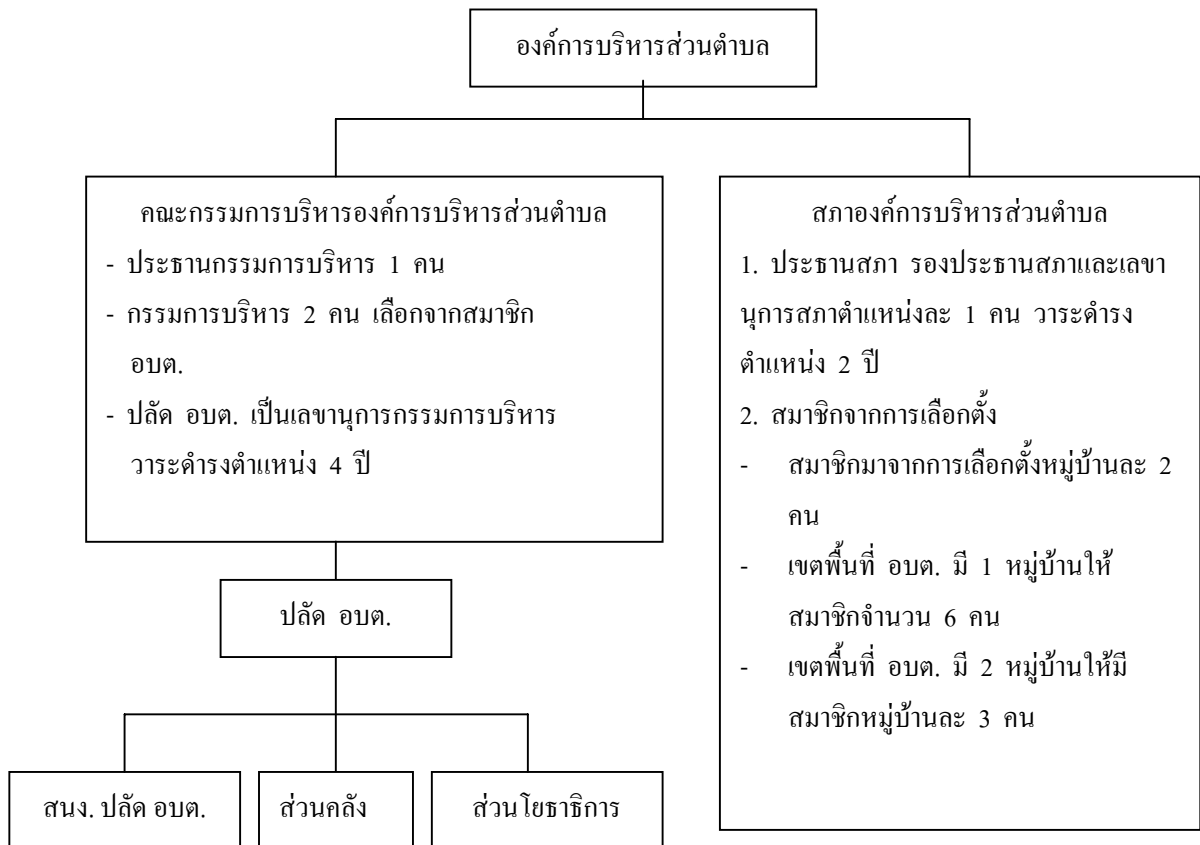 องค์การบริหารส่วนตำบล
คณะกรรมการบริหารองค์การบริหารส่วนตำบล
- ประธานกรรมการบริหาร 1 คน
- กรรมการบริหาร 2 คน เลือกจากสมาชิก
อบต.
- ปลัด อบต. เป็นเลขานุการกรรมการบริหาร
วาระดำรงตำแหน่ง 4 ปี
สภาองค์การบริหารส่วนตำบล
1. ประธานสภา รองประธานสภาและเลขา
นุการสภาตำแหน่งละ 1 คน วาระดำรง
ตำแหน่ง 2 ปี
2. สมาชิกจากการเลือกตั้ง
- สมาชิกมาจากการเลือกตั้งหมู่บ้านละ 2
คน
- เขตพื้นที่ อบต. มี 1 หมู่บ้านให้
สมาชิกจำนวน 6 คน
- เขตพื้นที่ อบต. มี 2 หมู่บ้านให้มี
สมาชิกหมู่บ้านละ 3 คน
ปลัด อบต.
สนง. ปลัด อบต.
ส่วนคลัง
ส่วนโยธาธิการ